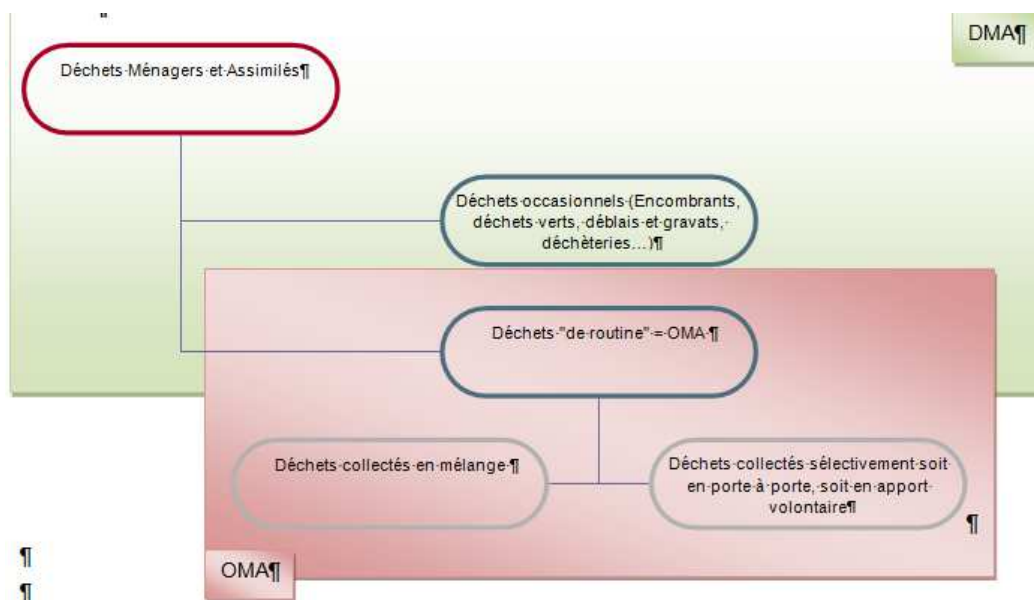 ¶
DMA¶
Déchets·Ménagers·et·Assimilés¶
Déchets·occasionnels·(Encombrants,
déchets·verts,·déblais·et·gravats,·
déchèteries…)¶
Déchets·"de·routine"·=·OMA·¶
Déchets·collectés·en·mélange·¶
Déchets·collectés·sélectivement·soit·
en·porte·à·porte,·soit·en·apport·
volontaire¶
¶
¶
OMA¶
¶